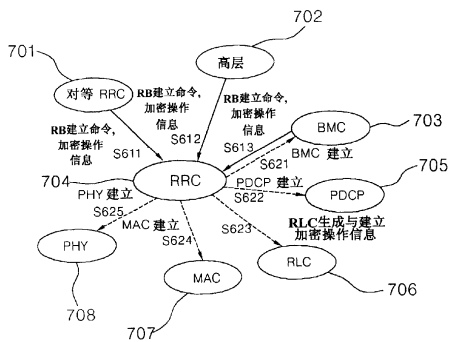 701
702
对等 RRC
高层
RB建立命令,
加密操作
信息
S611
RB建立命令,
加密操作
信息
S612
RB建立命令,
加密操作
信息
S613
BMC
703
S621
BMC 建立
704
RRC
PHY 建立
S625
PDCP 建立
S622
PDCP
705
MAC 建立
S624
S623
RLC生成与建立
加密操作信息
PHY
708
MAC
707
RLC
706